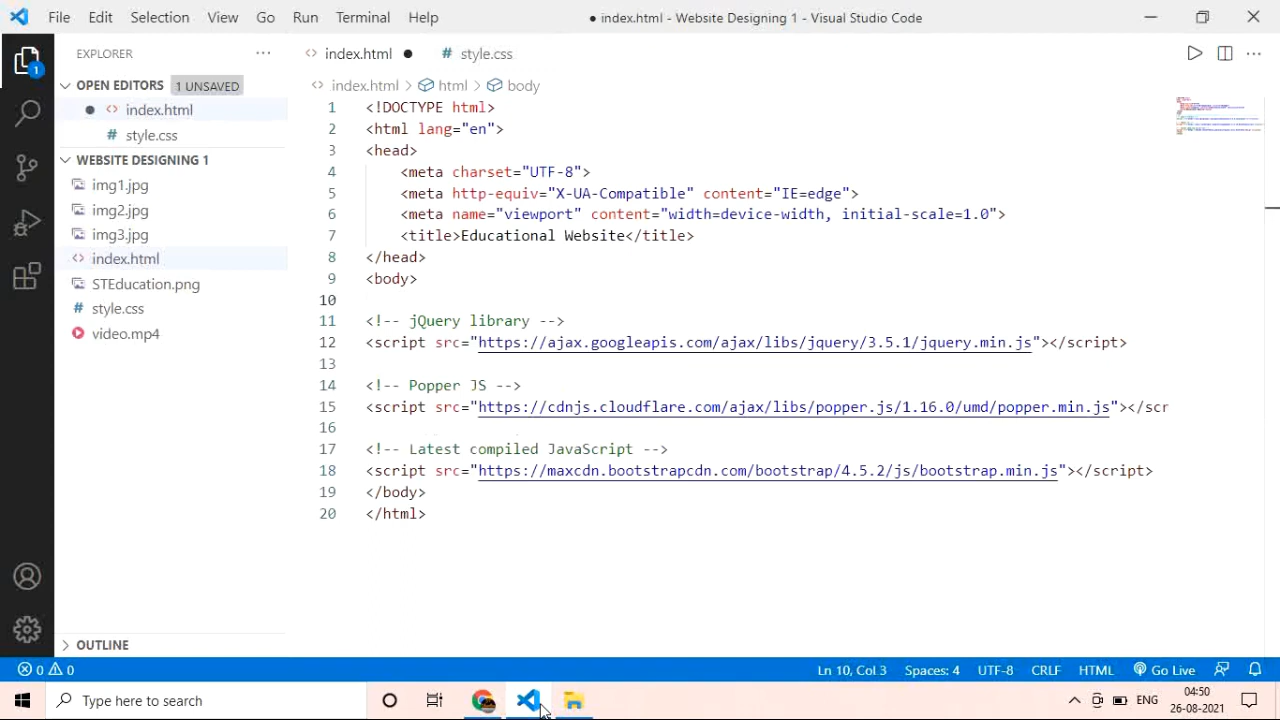 File Edit Selection View Go Run Terminal Help ● index.html - Website Designing 1 - Visual Studio Code
EXPLORER
index.html
style.css
OPEN EDITORS 1 UNSAVED
index.html > html > body
index.html
style.css
WEBSITE DESIGNING 1
img1.jpg
img2.jpg
img3.jpg
index.html
STEducation.png
style.css
video.mp4
1 <!DOCTYPE html>
2 <html lang="en">
3 <head>
4 <meta charset="UTF-8">
5 <meta http-equiv="X-UA-Compatible" content="IE=edge">
6 <meta name="viewport" content="width=device-width, initial-scale=1.0">
7 <title>Educational Website</title>
8 </head>
9 <body>
10
11 <!-- jQuery library -->
12 <script src="https://ajax.googleapis.com/ajax/libs/jquery/3.5.1/jquery.min.js"></script>
13
14 <!-- Popper JS -->
15 <script src="https://cdnjs.cloudflare.com/ajax/libs/popper.js/1.16.0/umd/popper.min.js"></scr
16
17 <!-- Latest compiled JavaScript -->
18 <script src="https://maxcdn.bootstrapcdn.com/bootstrap/4.5.2/js/bootstrap.min.js"></script>
19 </body>
20 </html>
1
OUTLINE
0 0 Ln 10, Col 3 Spaces: 4 UTF-8 CRLF HTML Go Live
Type here to search
ENG
04:50
26-08-2021